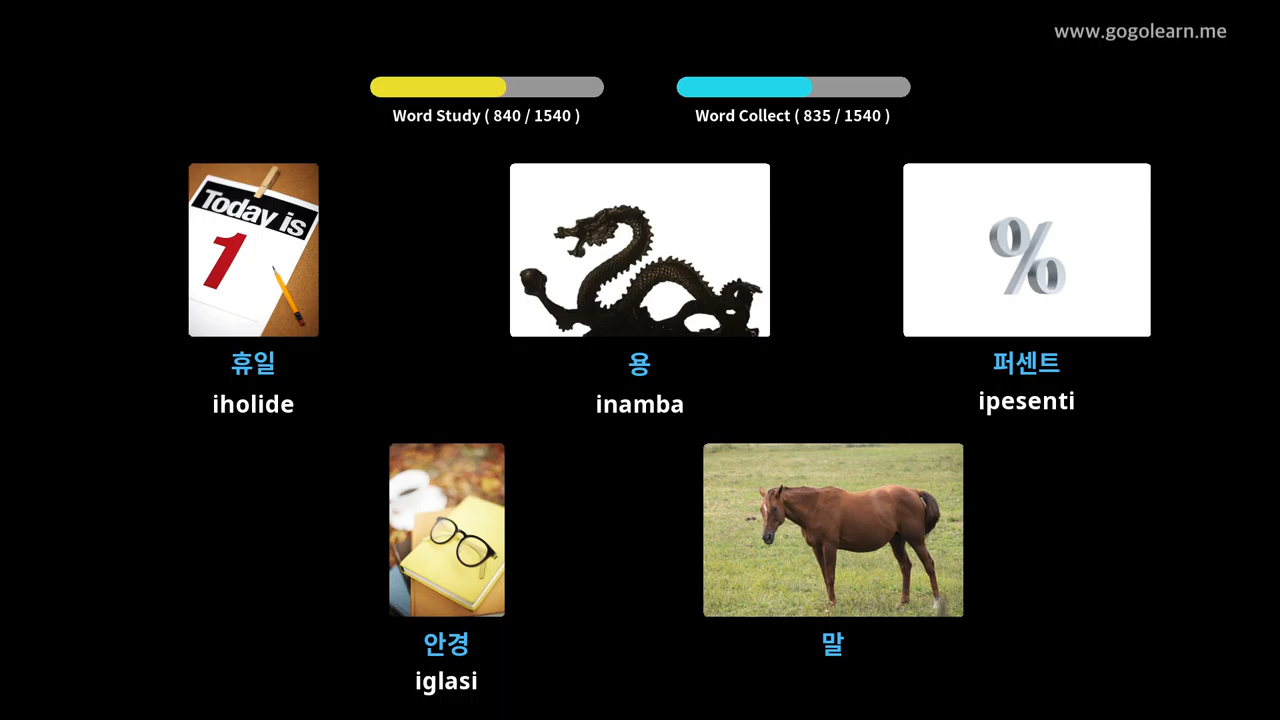 www.gogolearn.me
Word Study ( 840 / 1540 )
Word Collect ( 835 / 1540 )
Today is
1
%
휴일
iholide
용
inamba
퍼센트
ipesenti
안경
iglasi
말